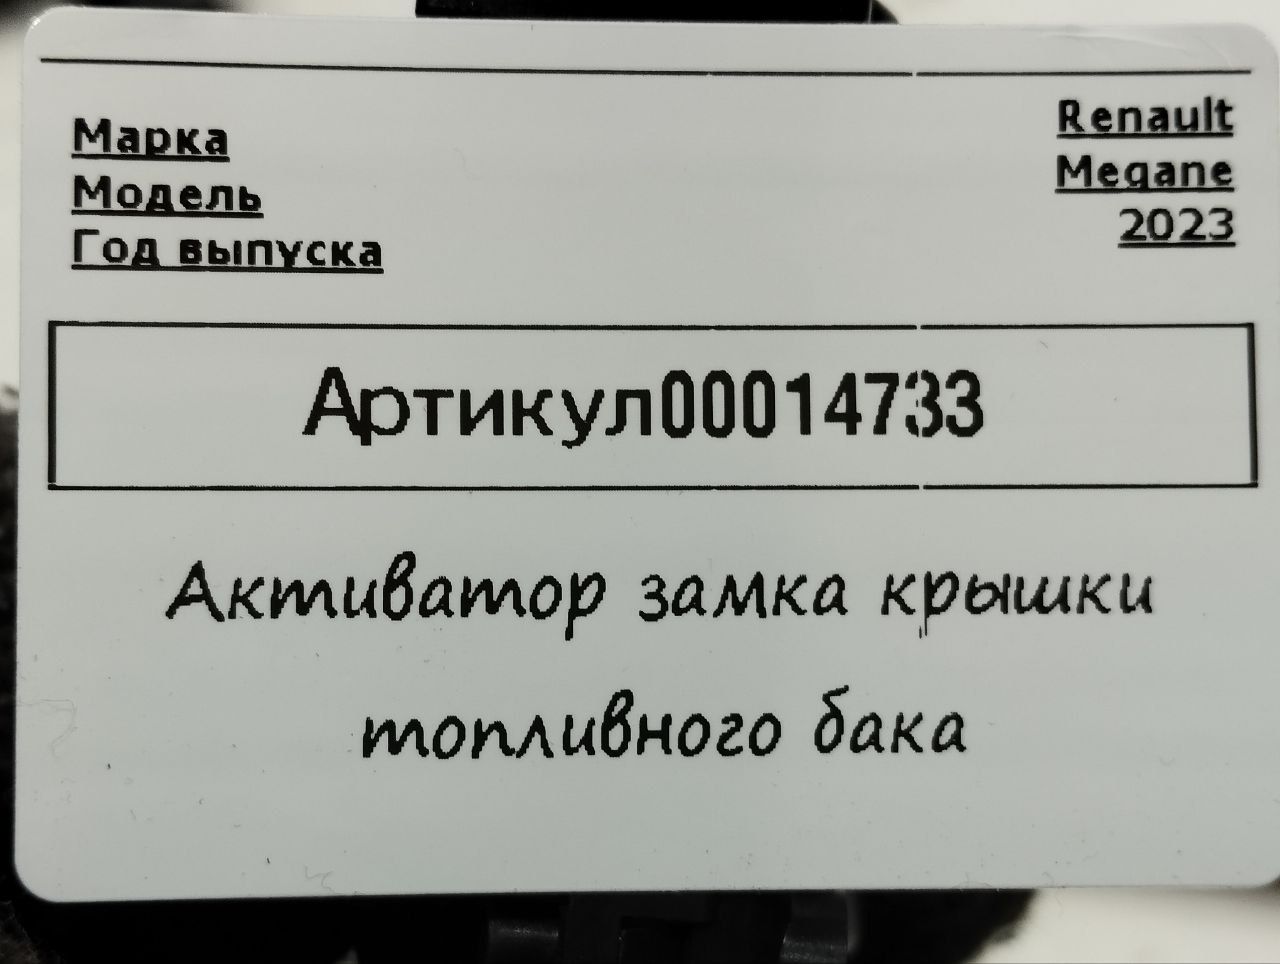 Марка Renault
Модель Megane
Год выпуска 2023
Артикул00014733
Активатор замка крышки
топливного бака